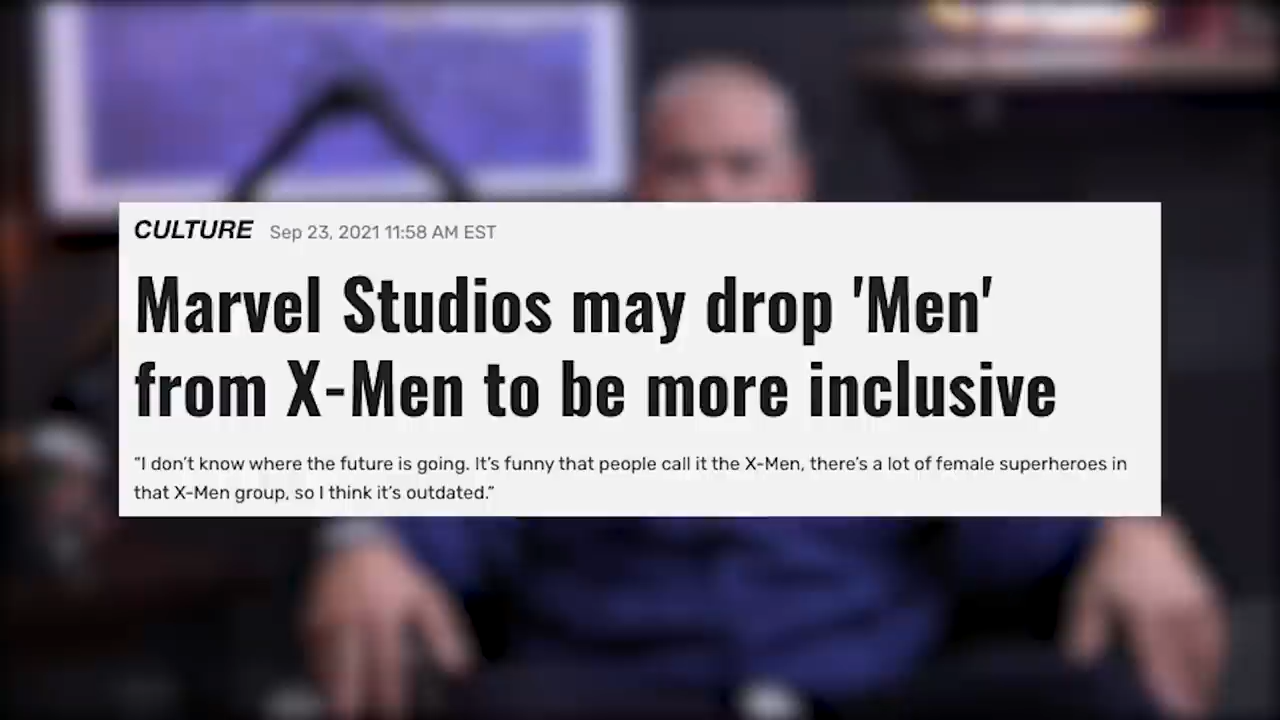 CULTURE Sep 23, 2021 11:58 AM EST
Marvel Studios may drop 'Men'
from X-Men to be more inclusive
“I don’t know where the future is going. It’s funny that people call it the X-Men, there’s a lot of female superheroes in
that X-Men group, so I think it’s outdated.”